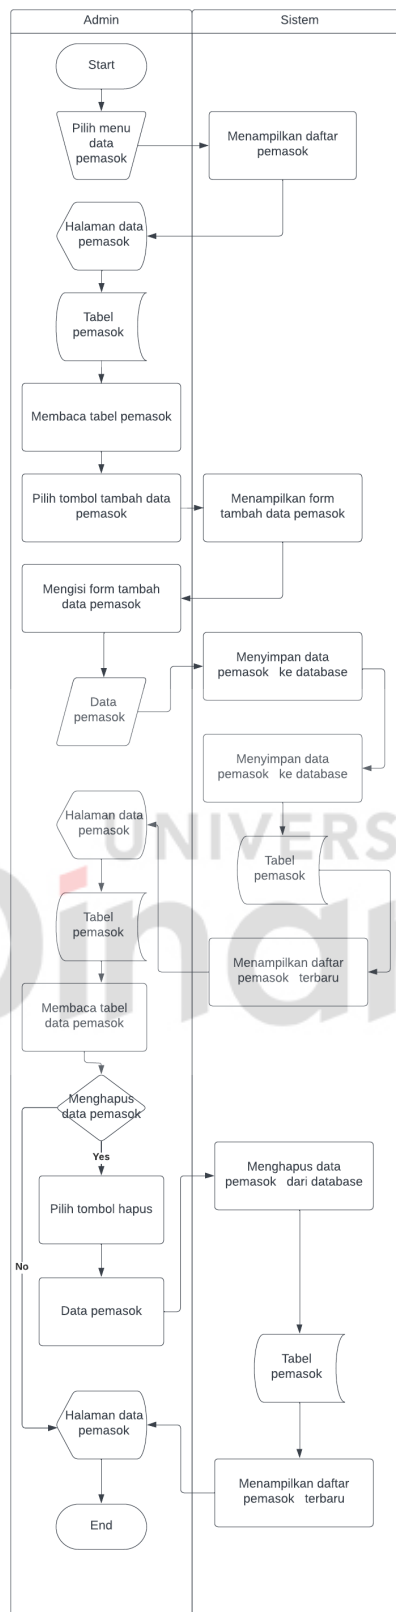 Admin
Sistem
Start
Pilih menu
data
pemasok
Menampilkan daftar
pemasok
Halaman data
pemasok
Tabel
pemasok
Membaca tabel pemasok
Pilih tombol tambah data
pemasok
Menampilkan form
tambah data pemasok
Mengisi form tambah
data pemasok
Menyimpan data
pemasok ke database
Data
pemasok
Menyimpan data
pemasok ke database
Halaman data
pemasok
UNIVERS
Tabel
pemasok
Tabel
pemasok
Dinar
Menampilkan daftar
pemasok terbaru
Membaca tabel
data pemasok
Menghapus
data pemasok
Yes
Menghapus data
pemasok dari database
Pilih tombol hapus
No
Data pemasok
Tabel
pemasok
Halaman data
pemasok
Menampilkan daftar
pemasok terbaru
End